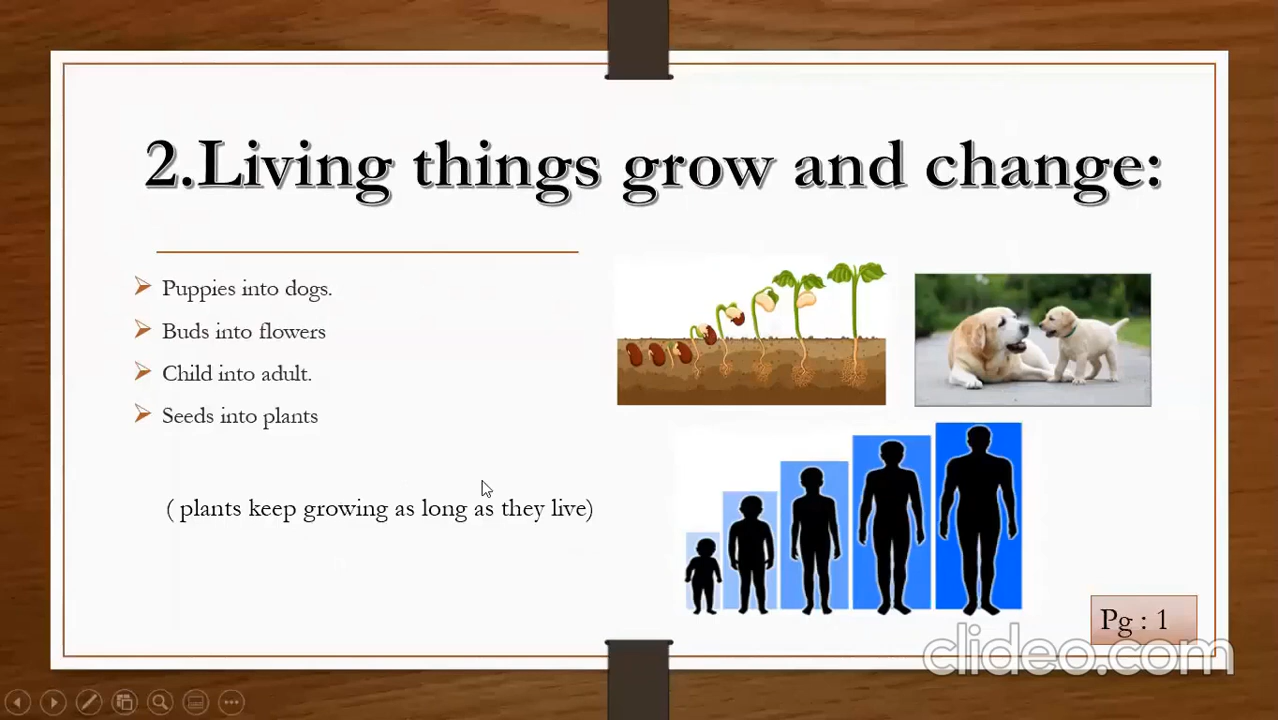 2.Living things grow and change:
Puppies into dogs.
Buds into flowers
Child into adult.
Seeds into plants
( plants keep growing as long as they live)
Pg : 1
clideo.com